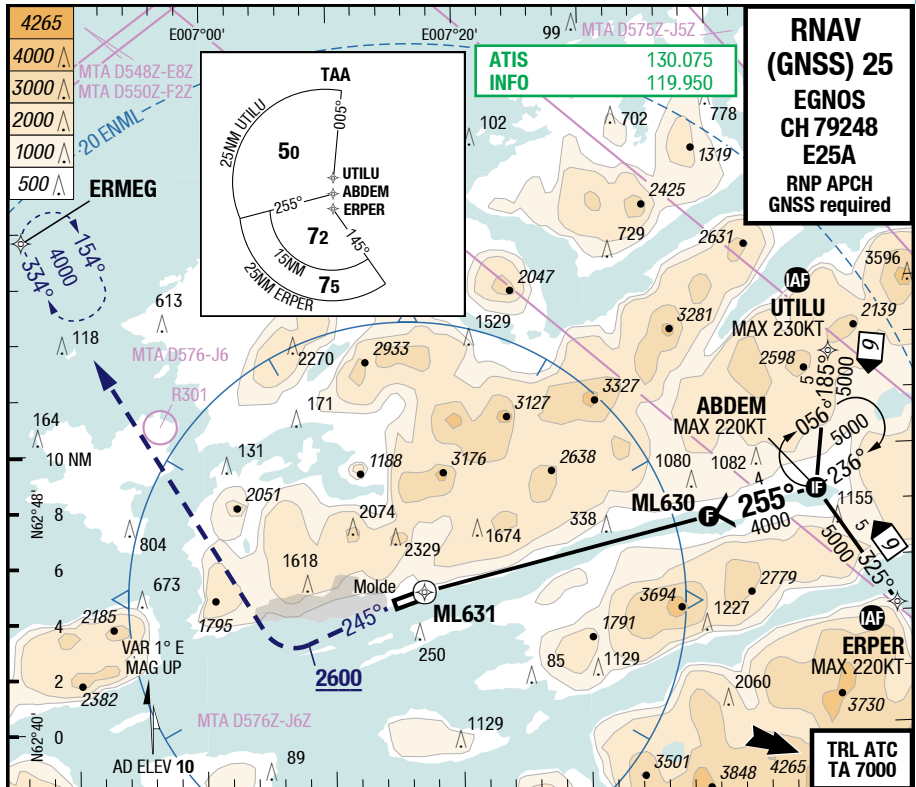 4265
4000
3000
2000
1000
500
E007°00'
E007°20'
99
MTA D575Z-J5Z
MTA D548Z-E8Z
MTA D550Z-F2Z
20 ENML
ATIS 130.075
INFO 119.950
RNAV
(GNSS) 25
EGNOS
CH 79248
E25A
RNP APCH
GNSS required
TAA
25NM UTILU
005°
50
UTILU
ABDEM
ERPER
255°
145°
72
15NM
75
25NM ERPER
102
702
778
1319
2425
729
2631
3596
ERMEG
154°
4000
334°
613
118
2047
1529
3281
IAF
UTILU
MAX 230KT
2139
2598
9
5
185°
5000
MTA D576-J6
2270
2933
R301
171
3327
3127
ABDEM
MAX 220KT
056°
5000
236°
164
10 NM
131
1188
3176
2638
1080
1082
4
N62°48'
2051
ML630
F
255°
4000
IF
1155
8
804
2074
2329
1674
338
5
5000
9
325°
6
673
1618
Molde
ML631
3694
2779
1227
2185
4
1795
245°
250
1791
IAF
ERPER
MAX 220KT
VAR 1° E
MAG UP
2600
85
1129
2
2382
2060
3730
MTA D576Z-J6Z
1129
N62°40'
0
AD ELEV 10
89
3501
3848
4265
TRL ATC
TA 7000